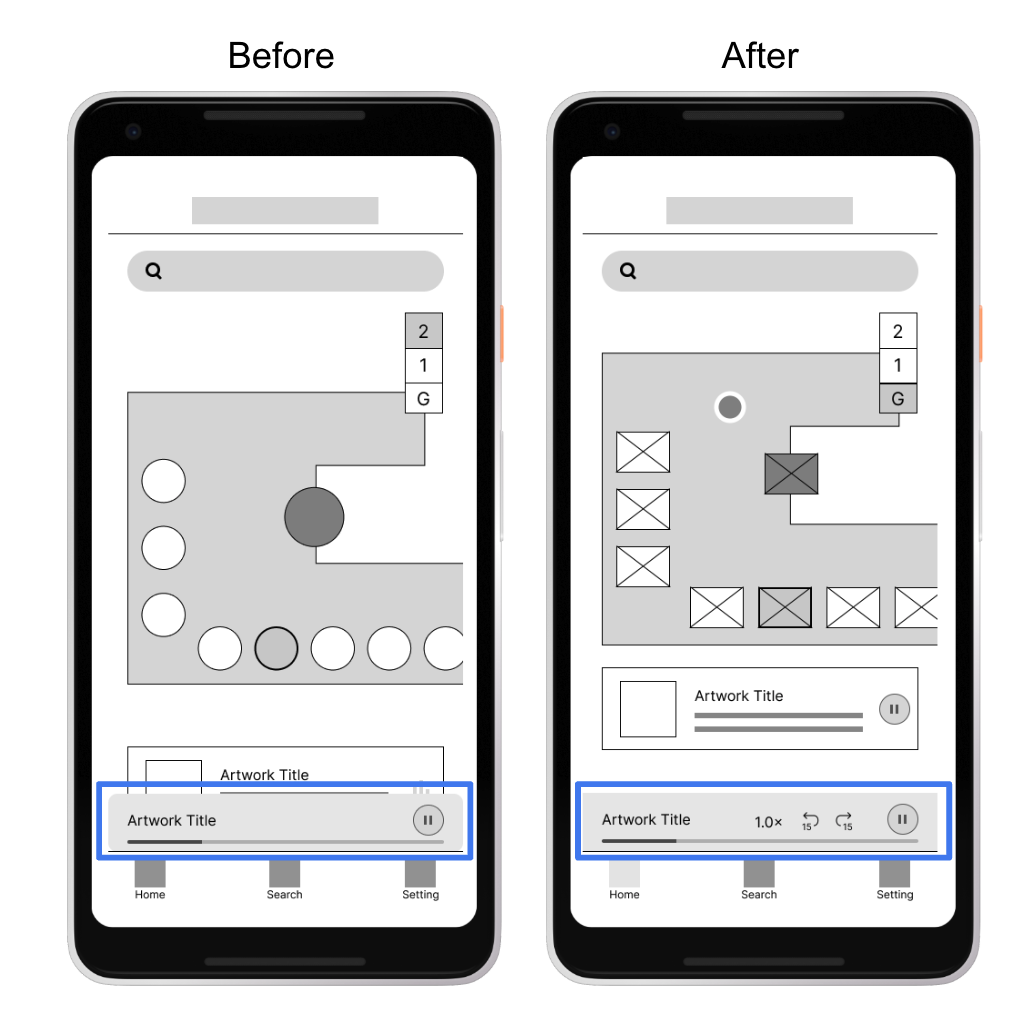 Before
2
1
G
Artwork Title
Artwork Title
Home Search Setting
After
2
1
G
Artwork Title
Artwork Title 1.0× 15 15
Home Search Setting